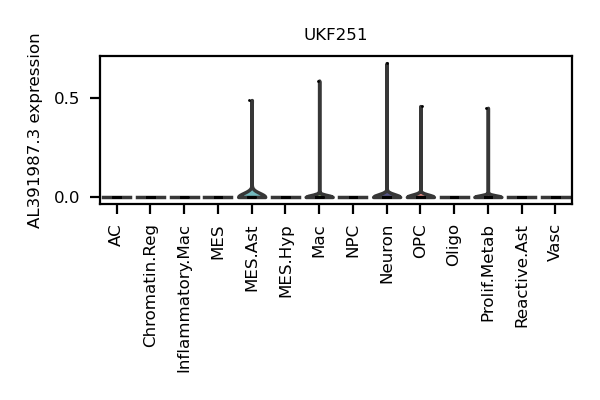 UKF251
AL391987.3 expression
0.5
0.0
AC
Chromatin.Reg
Inflammatory.Mac
MES
MES.Ast
MES.Hyp
Mac
NPC
Neuron
OPC
Oligo
Prolif.Metab
Reactive.Ast
Vasc